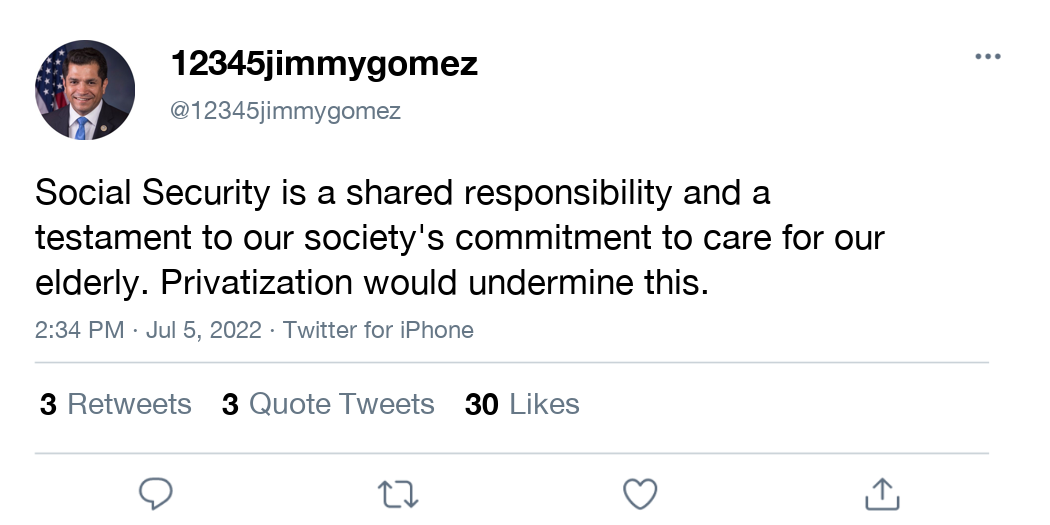 12345jimmygomez
@12345jimmygomez
Social Security is a shared responsibility and a
testament to our society's commitment to care for our
elderly. Privatization would undermine this.
2:34 PM · Jul 5, 2022 · Twitter for iPhone
3 Retweets 3 Quote Tweets 30 Likes